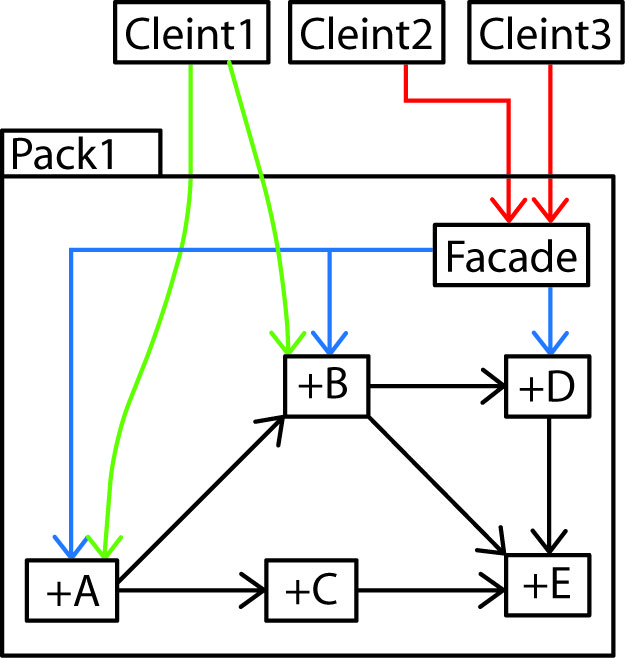 Cleint1
Cleint2
Cleint3
Pack1
Facade
+B
+D
+A
+C
+E